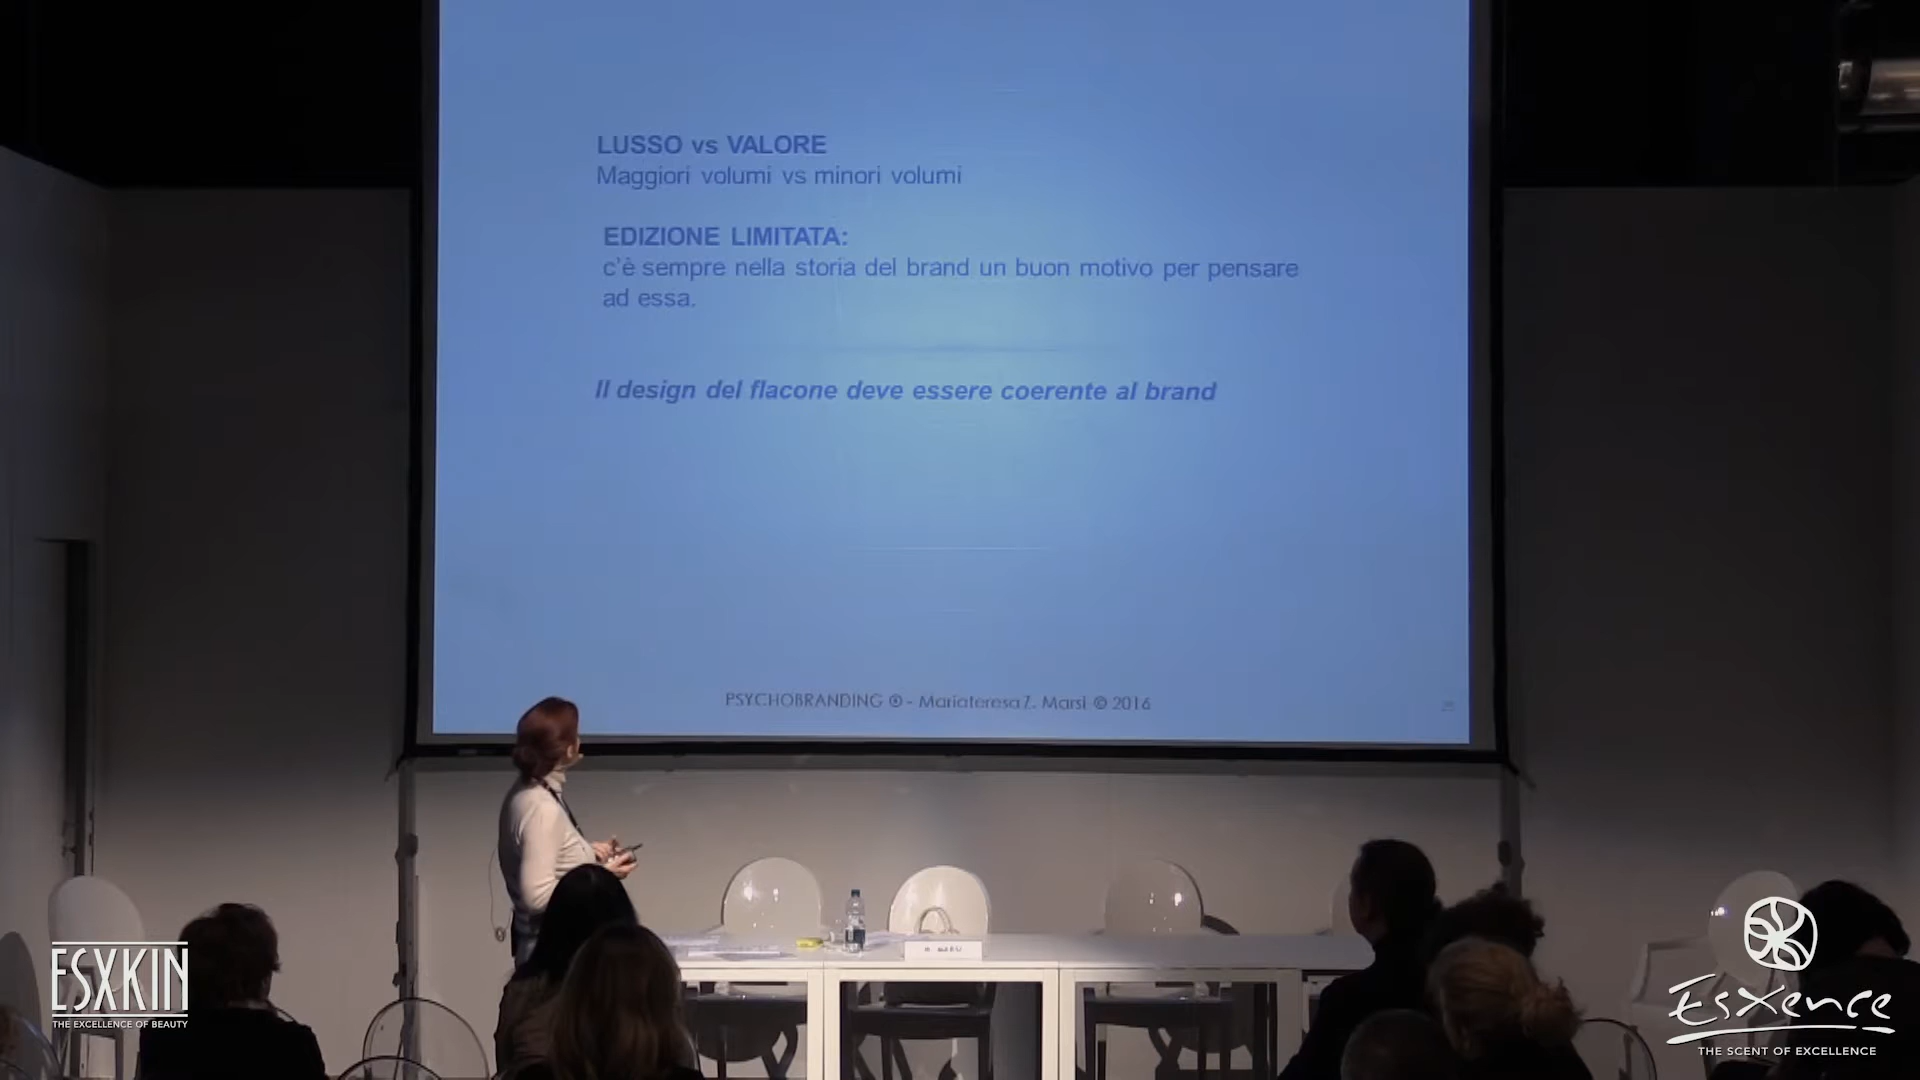 LUSSO vs VALORE
Maggiori volumi vs minori volumi
EDIZIONE LIMITATA:
c'è sempre nella storia del brand un buon motivo per pensare
ad essa.
Il design del flacone deve essere coerente al brand
PSYCHOBRANDING ® - Mariateresa Z. Marsi © 2016
ESXKIN
THE EXCELLENCE OF BEAUTY
Esxence
THE SCENT OF EXCELLENCE